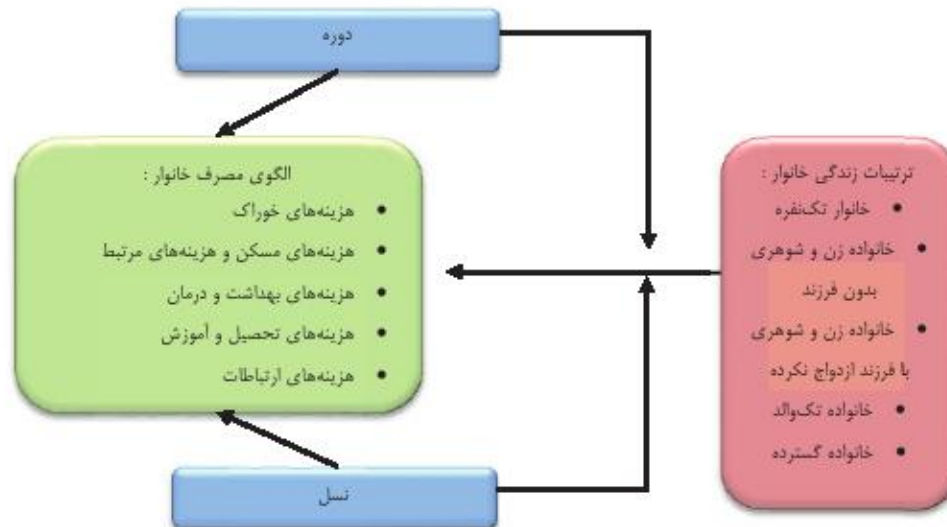 دوره
ترتیبات زندگی خانوار :
• خانوار تک‌نفره
• خانواده زن و شوهری
بدون فرزند
• خانواده زن و شوهری
با فرزند ازدواج نکرده
• خانواده تک‌والد
• خانواده گسترده
الگوی مصرف خانوار :
• هزینه‌های خوراک
• هزینه‌های مسکن و هزینه‌های مرتبط
• هزینه‌های بهداشت و درمان
• هزینه‌های تحصیل و آموزش
• هزینه‌های ارتباطات
نسل